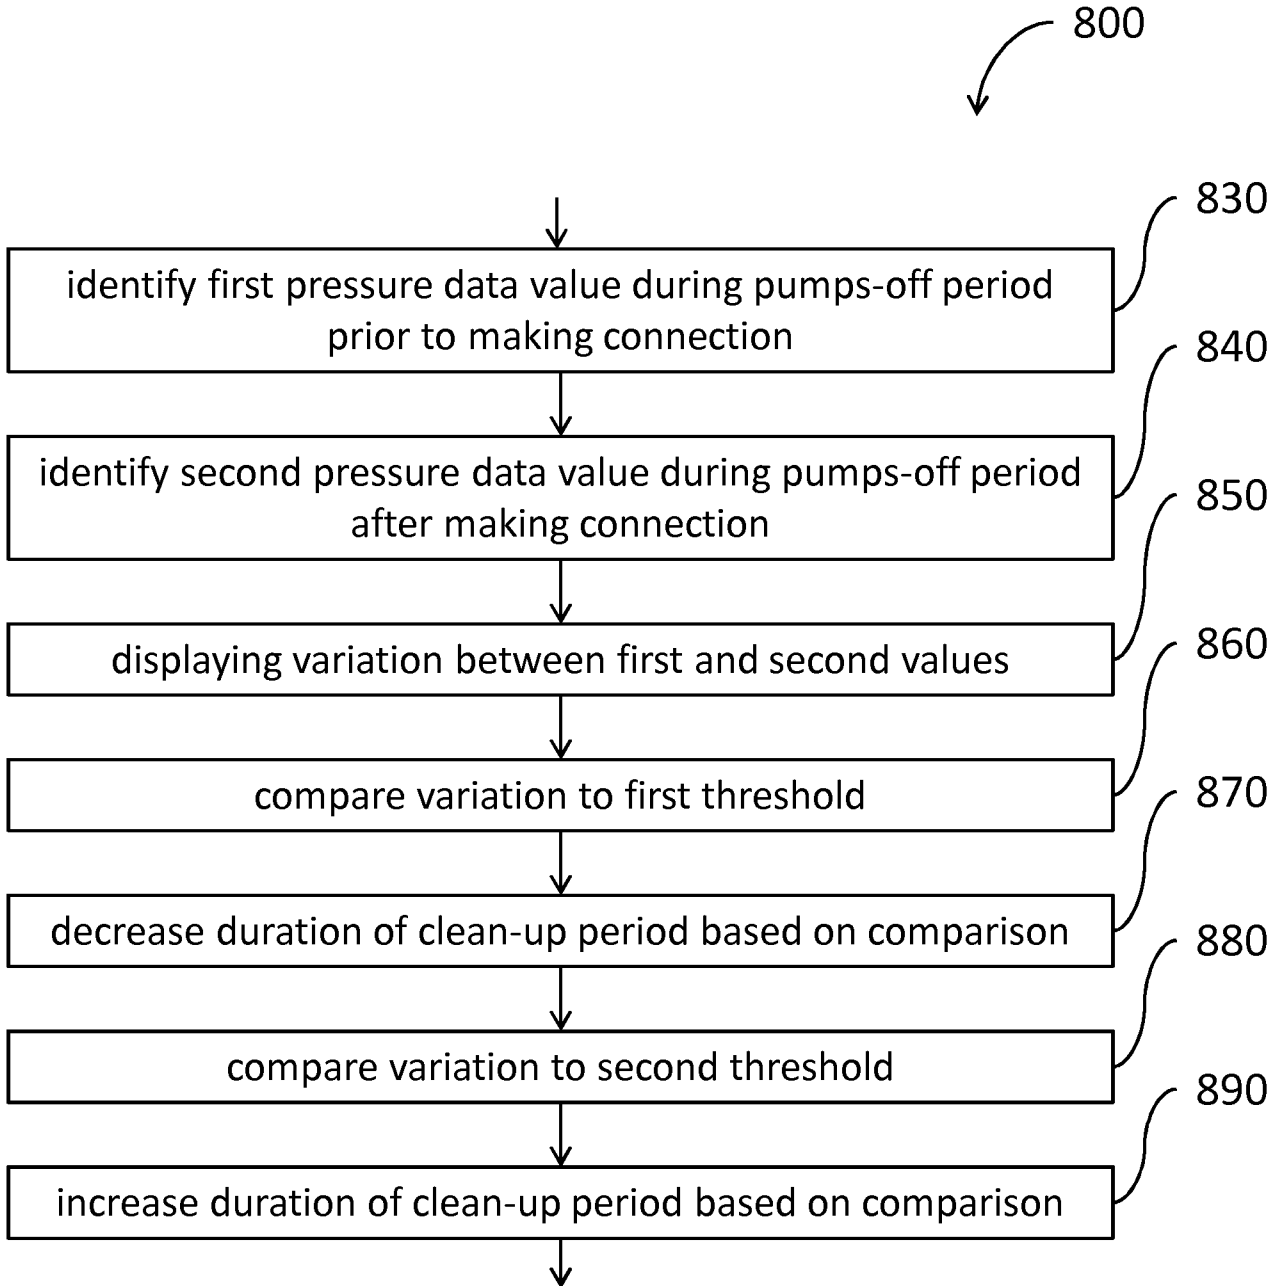 800
830
identify first pressure data value during pumps-off period
prior to making connection
840
identify second pressure data value during pumps-off period
after making connection
850
displaying variation between first and second values
860
compare variation to first threshold
870
decrease duration of clean-up period based on comparison
880
compare variation to second threshold
890
increase duration of clean-up period based on comparison